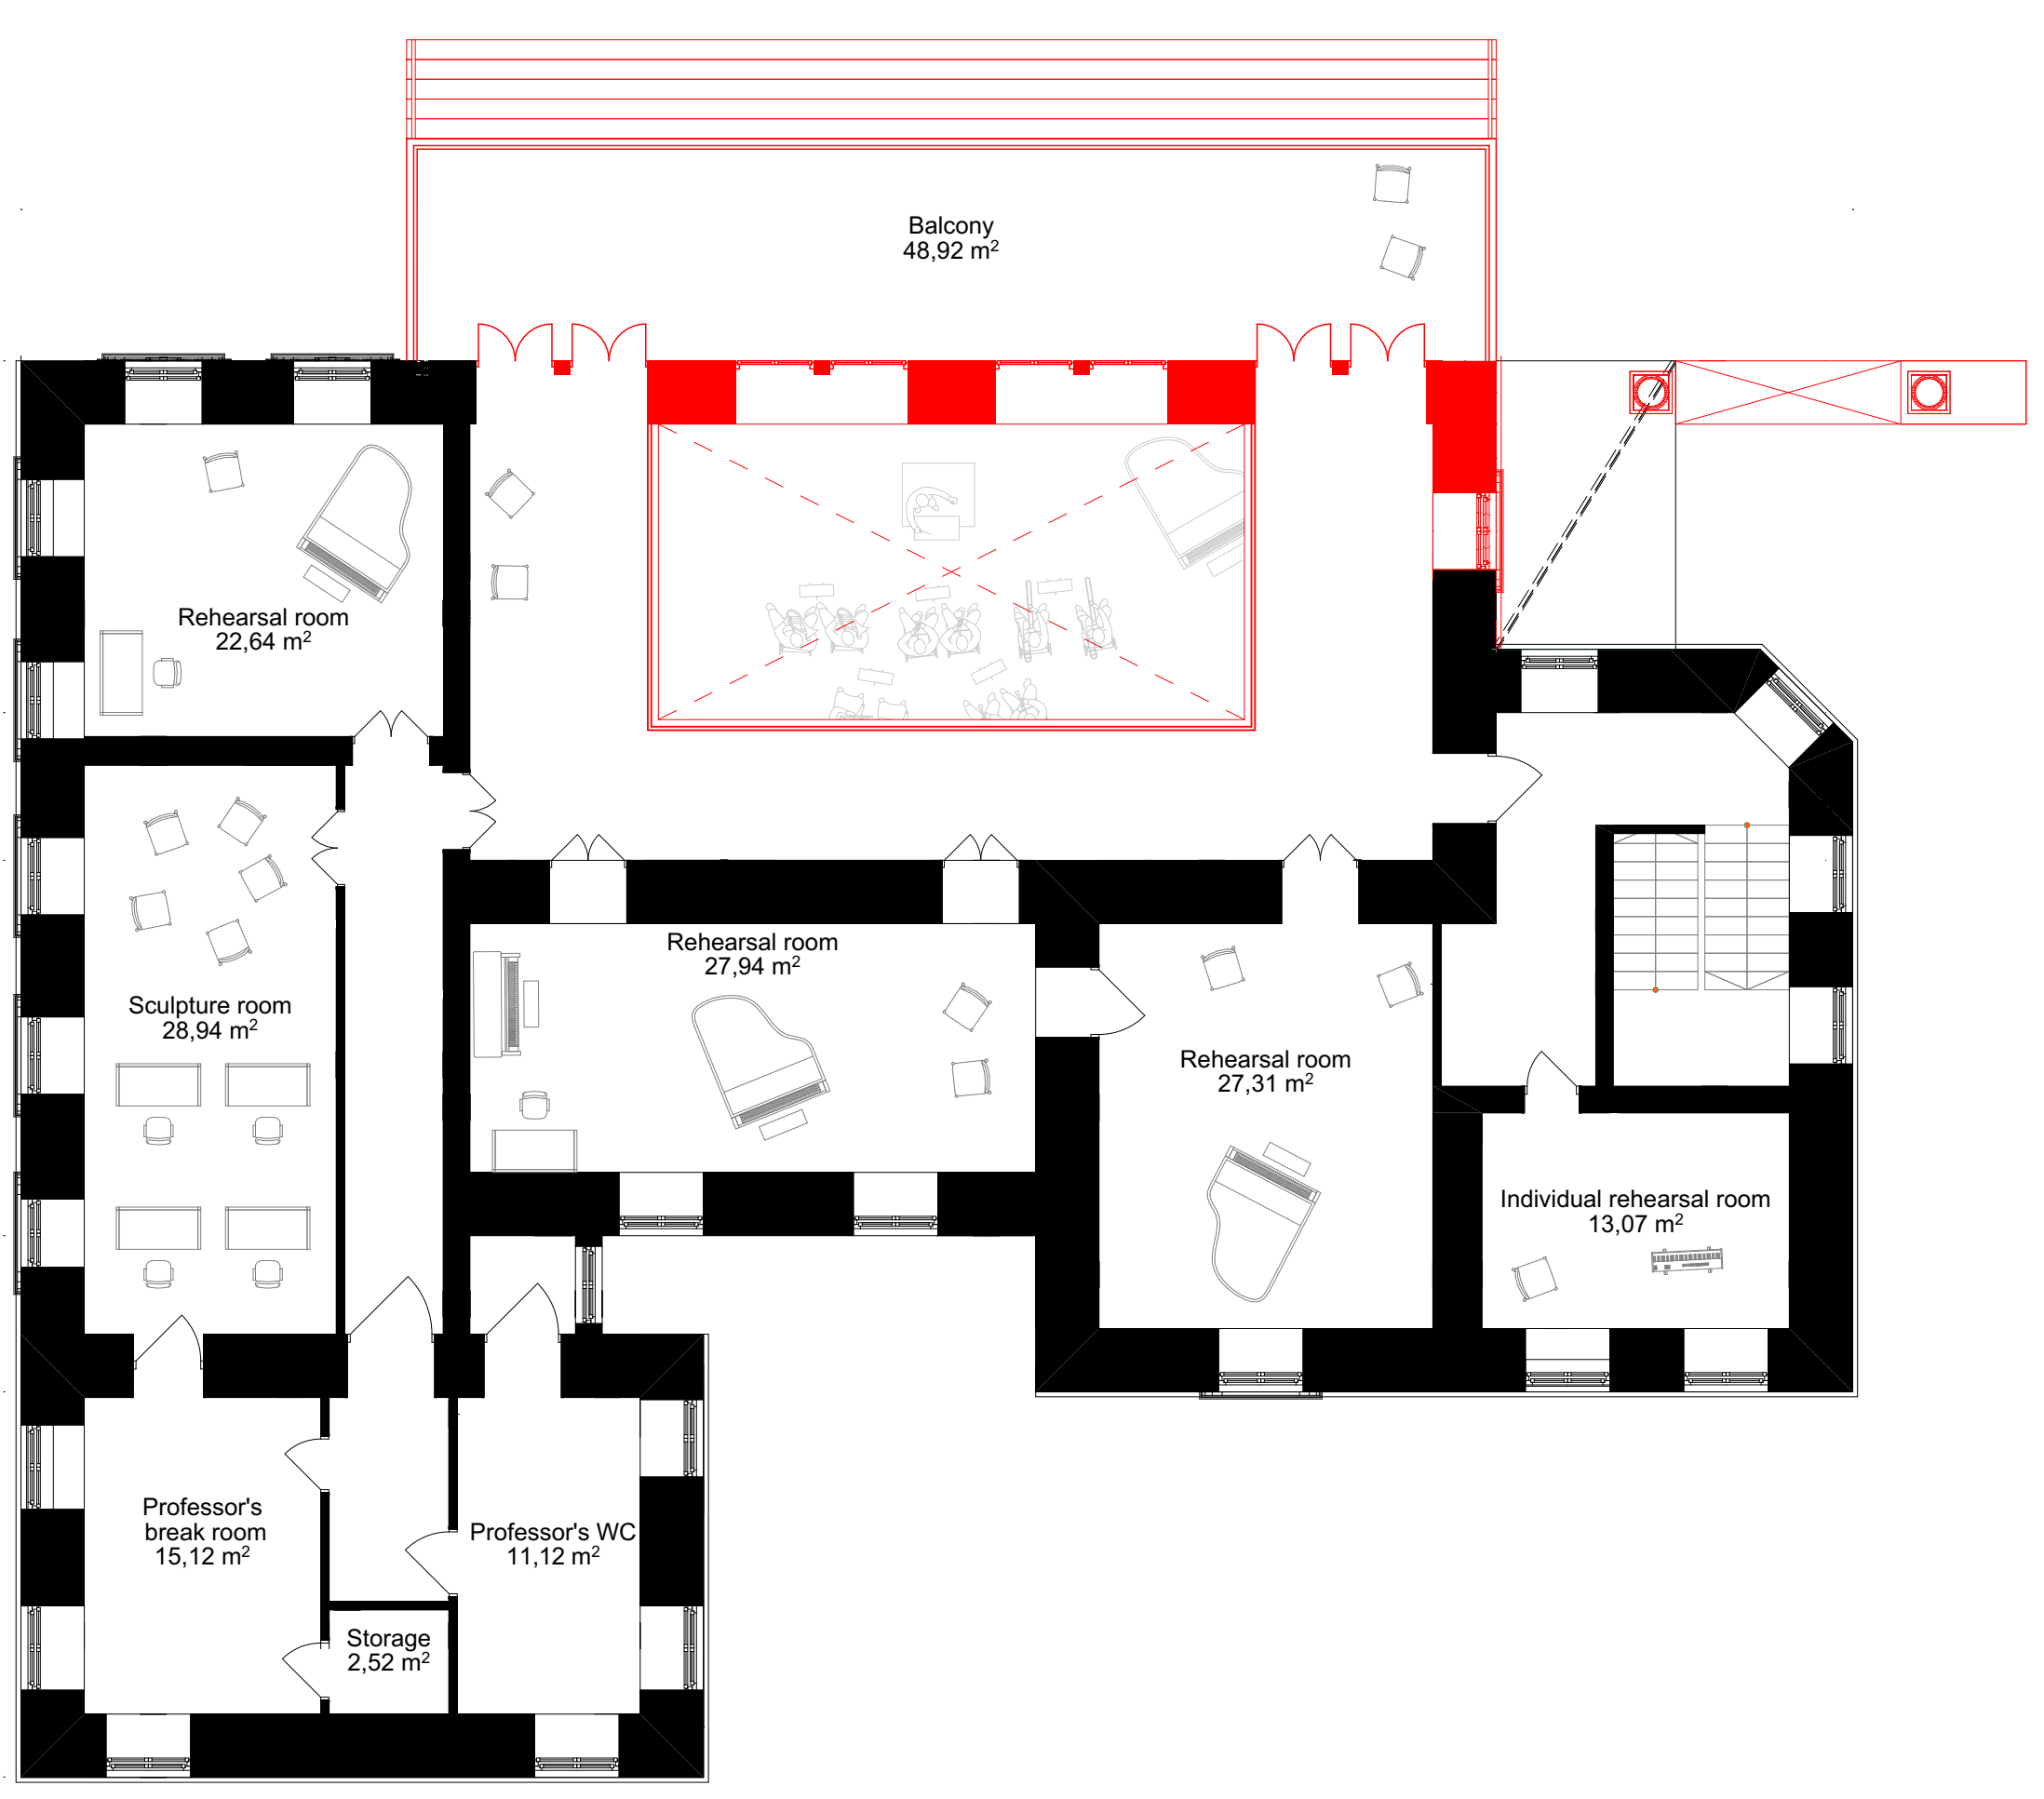 Balcony
48,92 m²
Rehearsal room
22,64 m²
Rehearsal room
27,94 m²
Sculpture room
28,94 m²
Rehearsal room
27,31 m²
Individual rehearsal room
13,07 m²
Professor's
break room
15,12 m²
Professor's WC
11,12 m²
Storage
2,52 m²